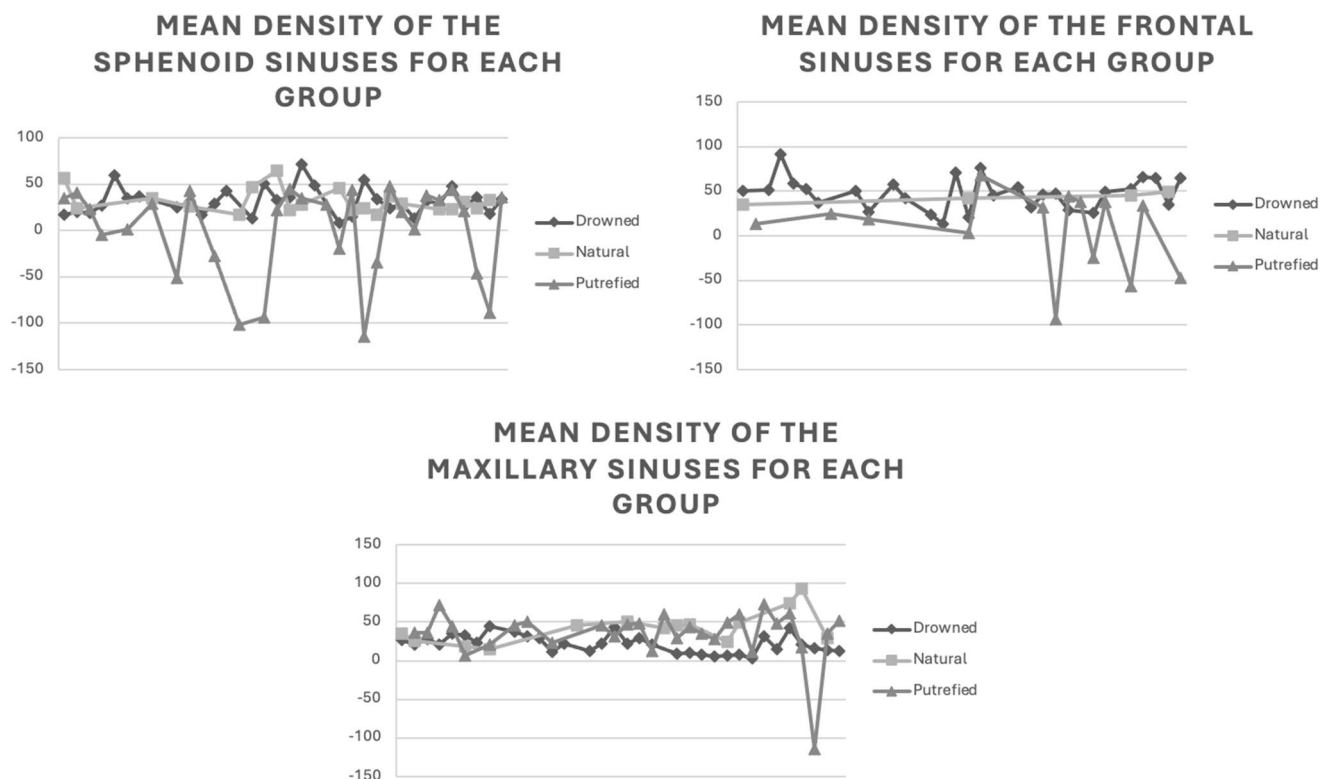 MEAN DENSITY OF THE
SPHENOID SINUSES FOR EACH
GROUP
100
50
0
-50
-100
-150
Drowned
Natural
Putrefied
MEAN DENSITY OF THE FRONTAL
SINUSES FOR EACH GROUP
150
100
50
0
-50
-100
-150
Drowned
Natural
Putrefied
MEAN DENSITY OF THE
MAXILLARY SINUSES FOR EACH
GROUP
150
100
50
0
-50
-100
-150
Drowned
Natural
Putrefied